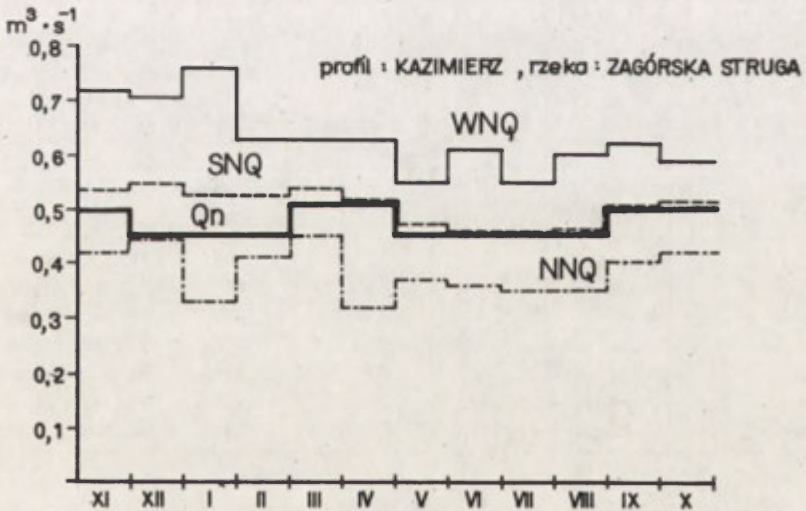 m³·s⁻¹
0,8
profil : KAZIMIERZ , rzeka : ZAGÓRSKA STRUGA
0,7
WNQ
0,6
SNQ
0,5
Qn
0,4
NNQ
0,3
0,2
0,1
XI XII I II III IV V VI VII VIII IX X